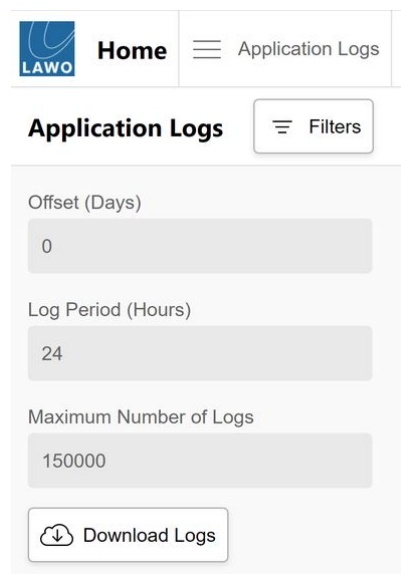 LAWO
Home
Application Logs
Application Logs
Filters
Offset (Days)
0
Log Period (Hours)
24
Maximum Number of Logs
150000
Download Logs